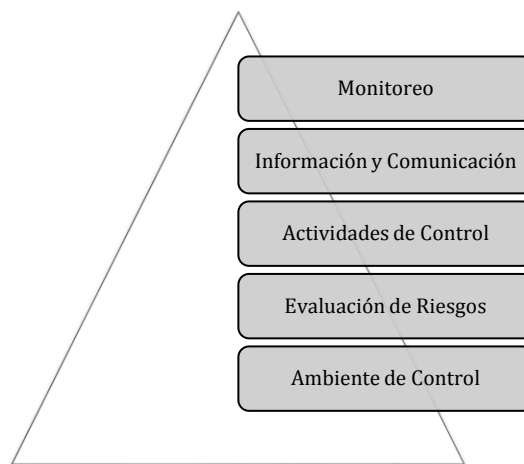 Monitoreo
Información y Comunicación
Actividades de Control
Evaluación de Riesgos
Ambiente de Control